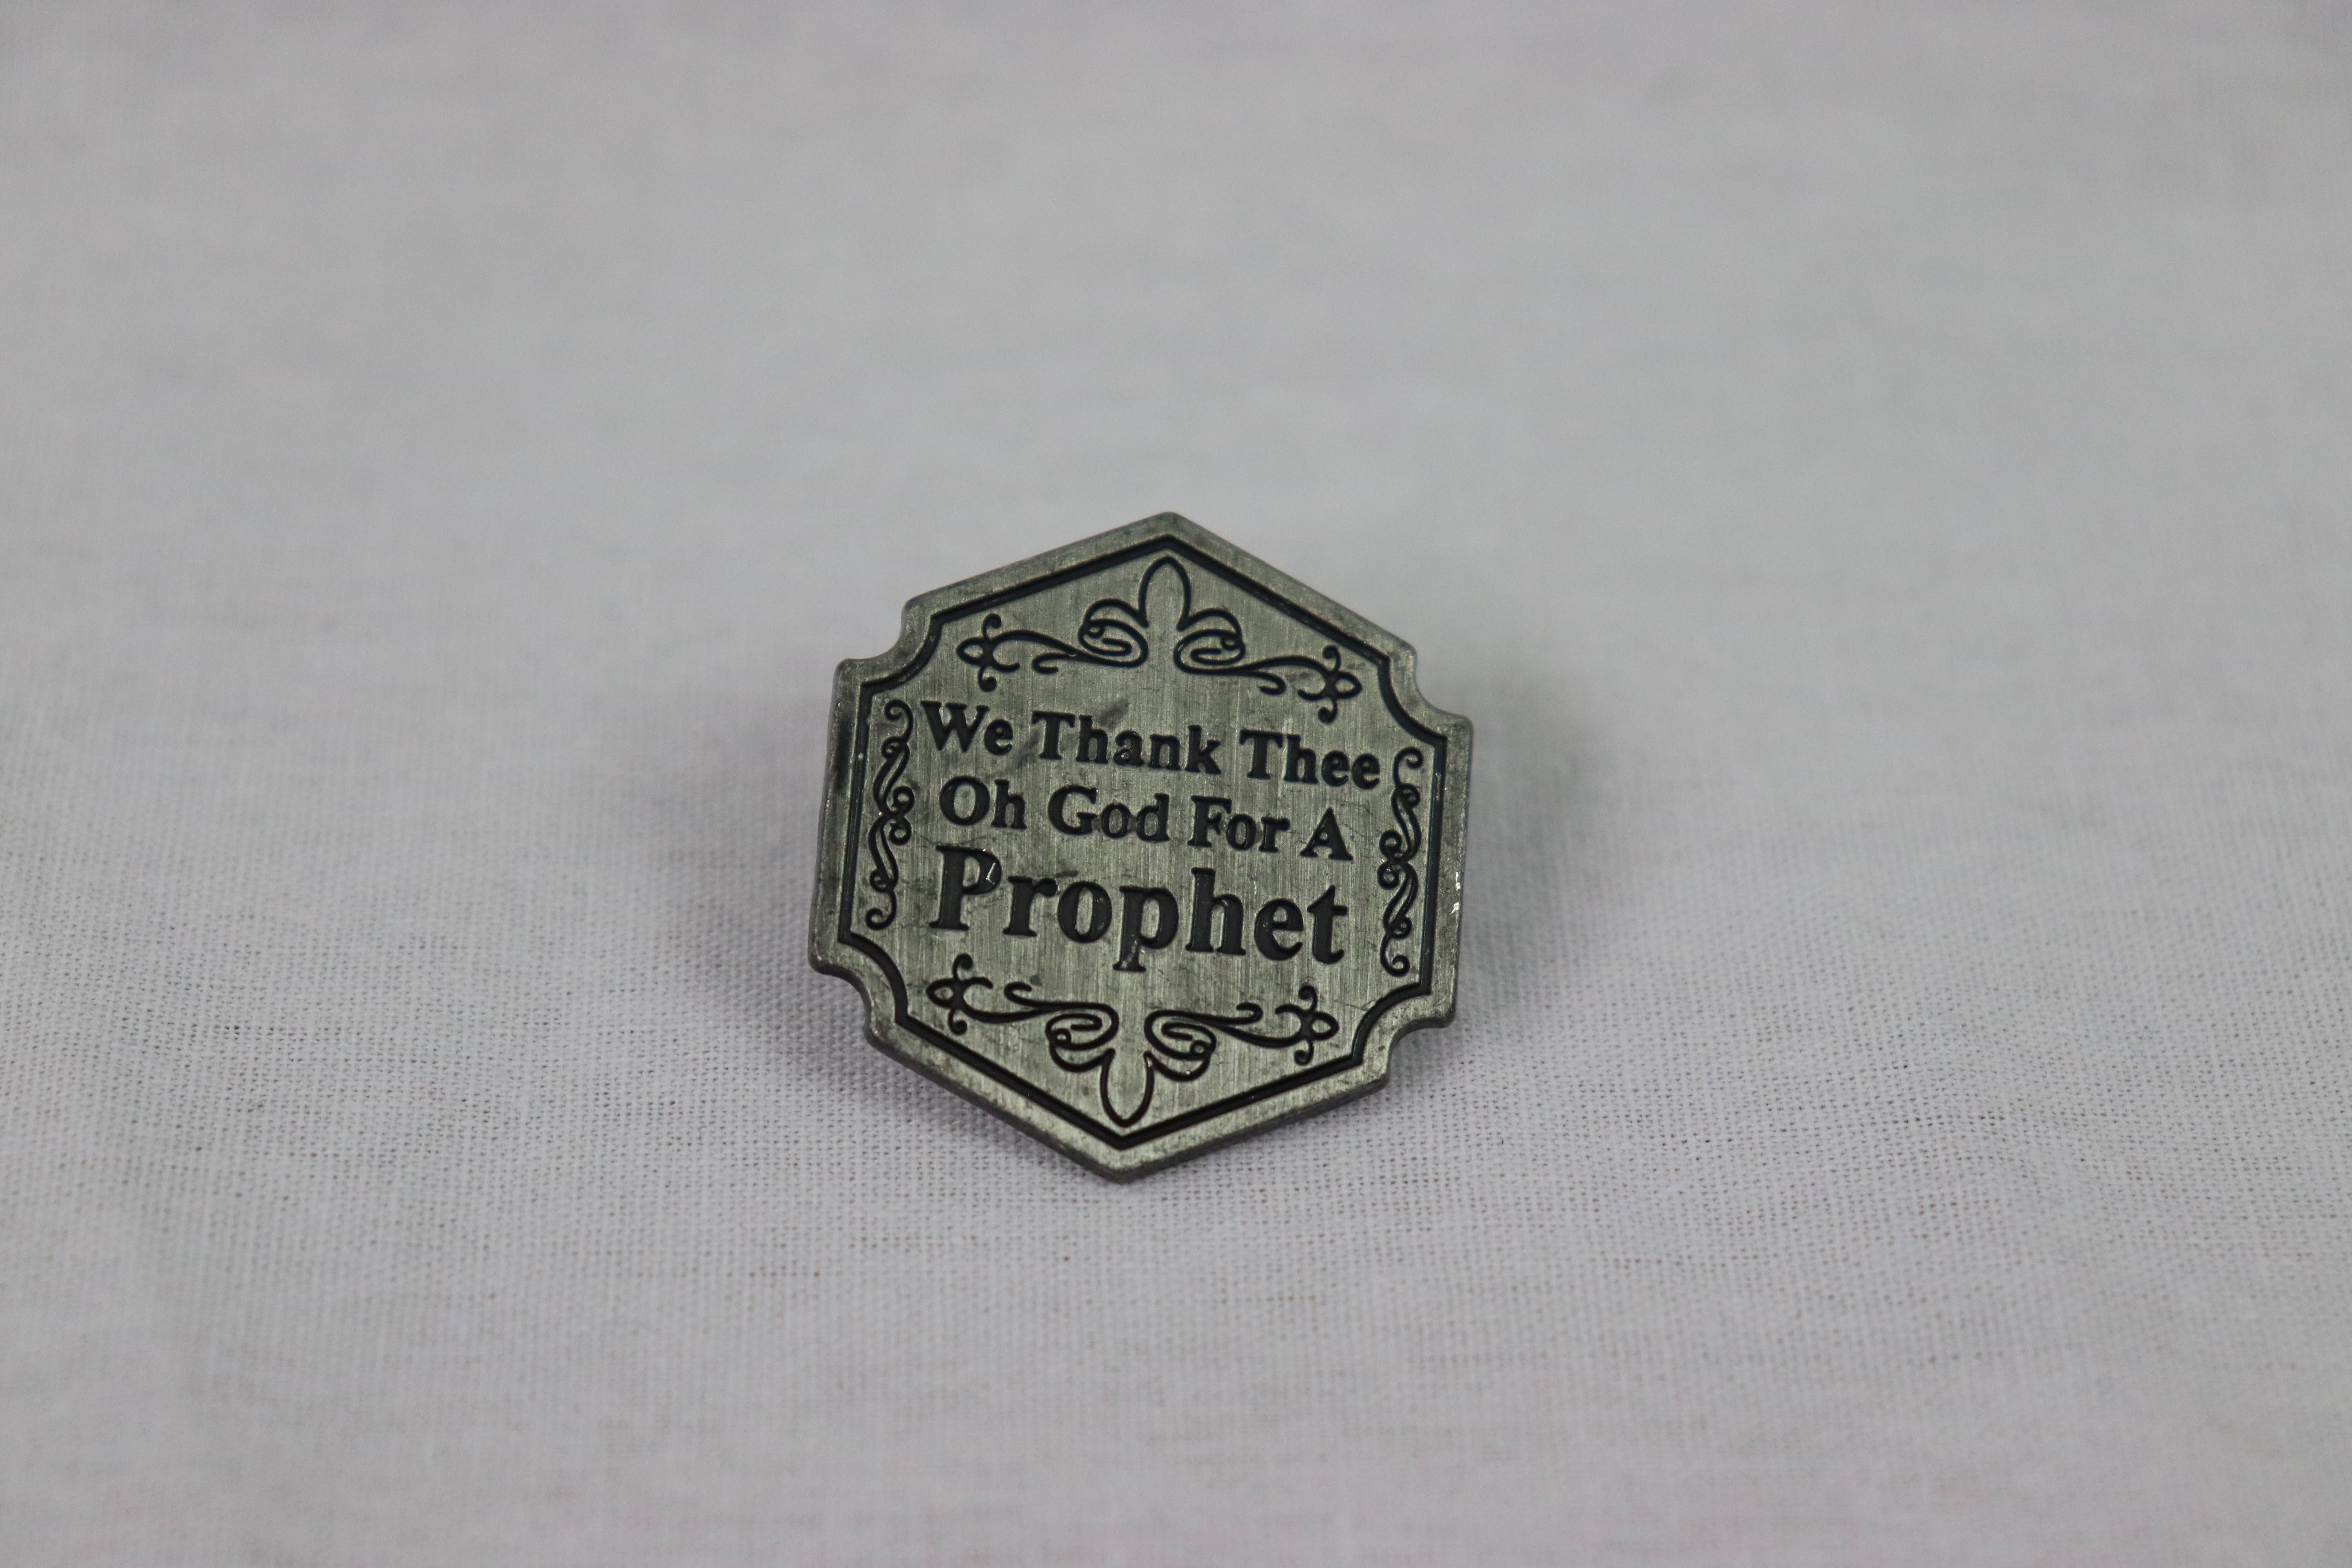 We Thank Thee
Oh God For A
Prophet